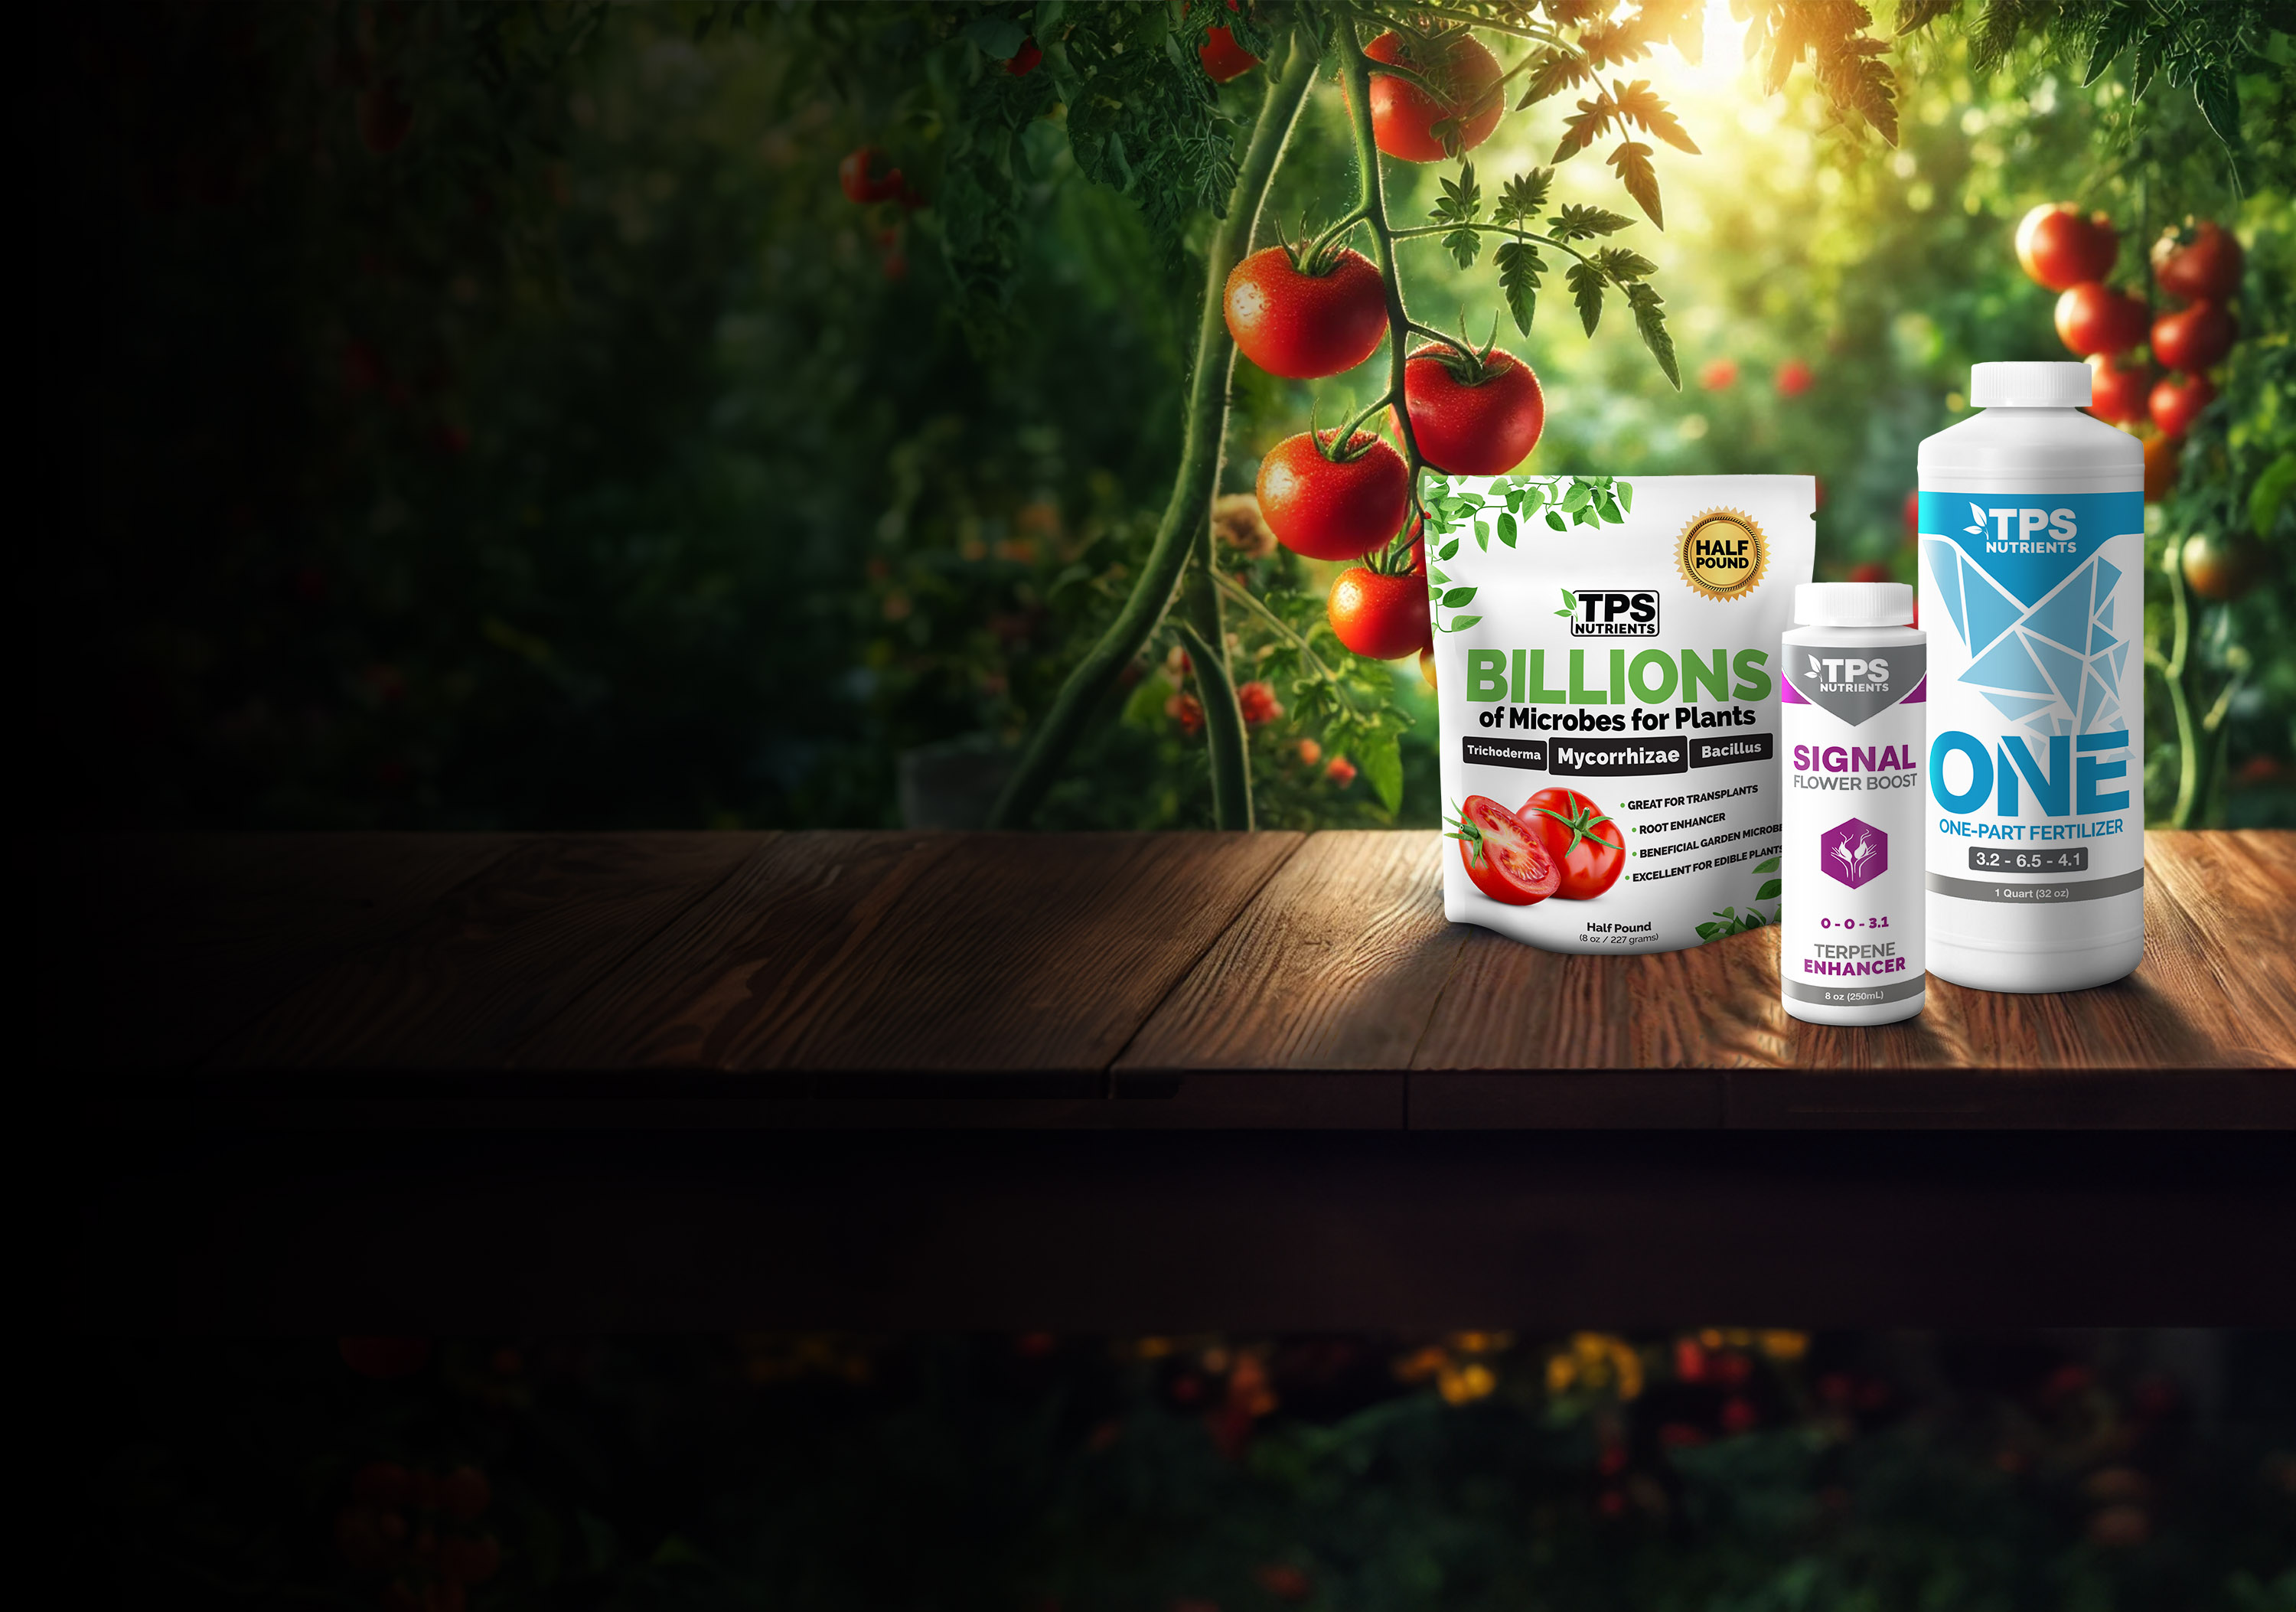 HALF
POUND
TPS
NUTRIENTS
BILLIONS
of Microbes for Plants
Trichoderma Mycorrhizae Bacillus
GREAT FOR TRANSPLANTS
ROOT ENHANCER
BENEFICIAL GARDEN
EXCELLENT FOR EDIBLE PLANTS
Half Pound
(8 oz / 227 grams)
TPS
NUTRIENTS
SIGNAL
FLOWER BOOST
0 - 0 - 3.1
TERPENE
ENHANCER
8 oz (250mL)
TPS
NUTRIENTS
ONE
ONE-PART FERTILIZER
3.2 - 6.5 - 4.1
1 Quart (32 oz)